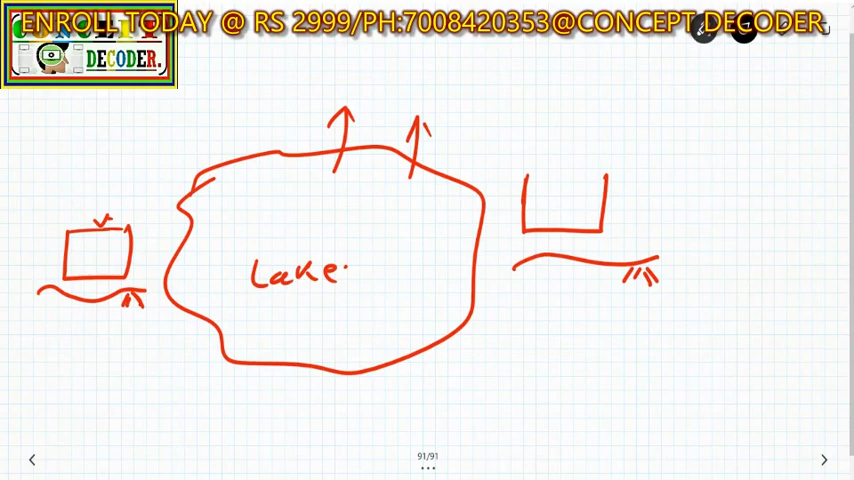 ENROLL TODAY @ RS 2999/PH:7008420353@CONCEPT DECODER
DECODER.
Lake
91/91